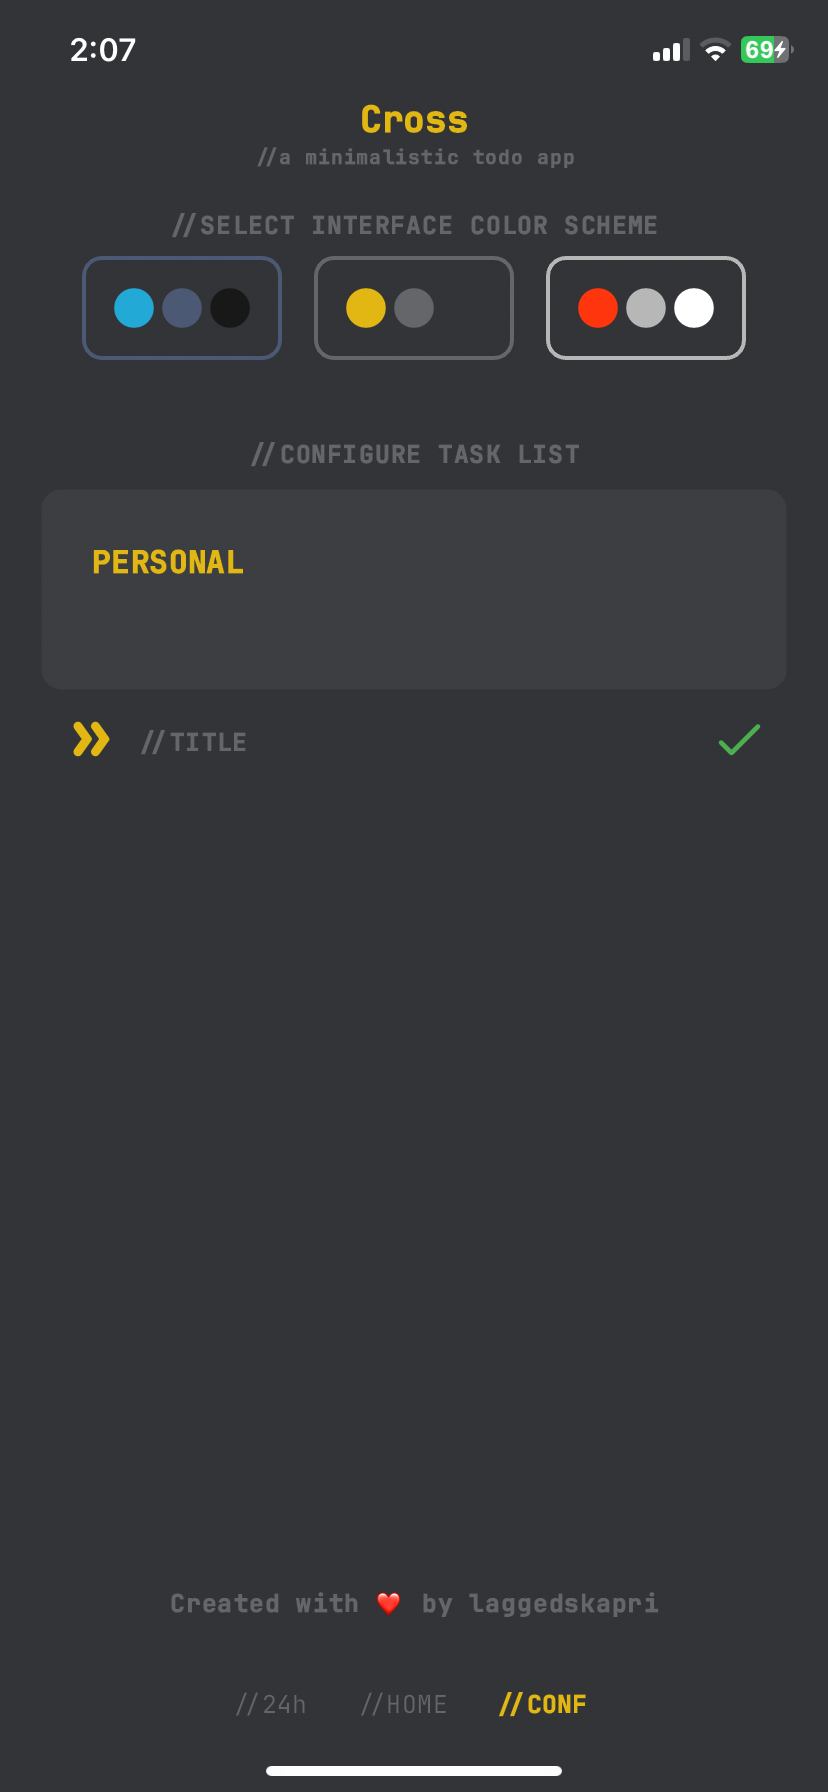 2:07
69
Cross
//a minimalistic todo app
//SELECT INTERFACE COLOR SCHEME
//CONFIGURE TASK LIST
PERSONAL
//TITLE
Created with ❤️ by laggedskapri
//24h //HOME //CONF